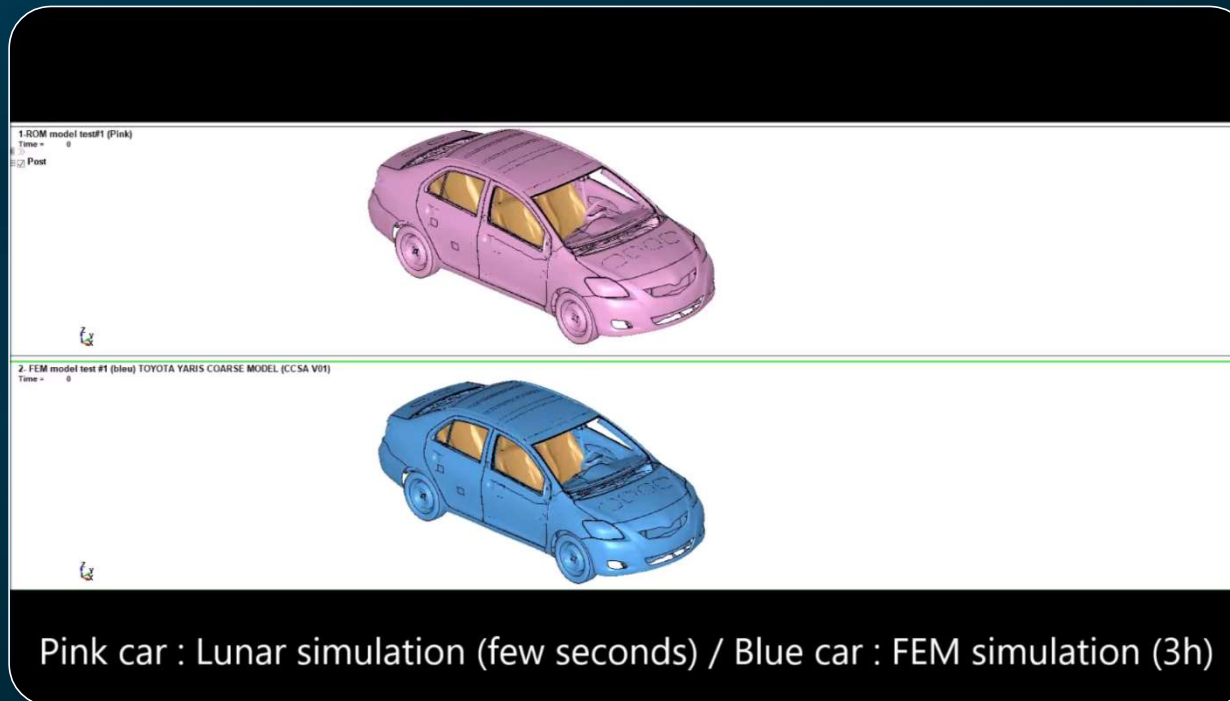 1-ROM model test#1 (Pink)
Time = 0
Post
Z Y X
2- FEM model test #1 (bleu) TOYOTA YARIS COARSE MODEL (CCSA V01)
Time = 0
Z Y X
Pink car : Lunar simulation (few seconds) / Blue car : FEM simulation (3h)